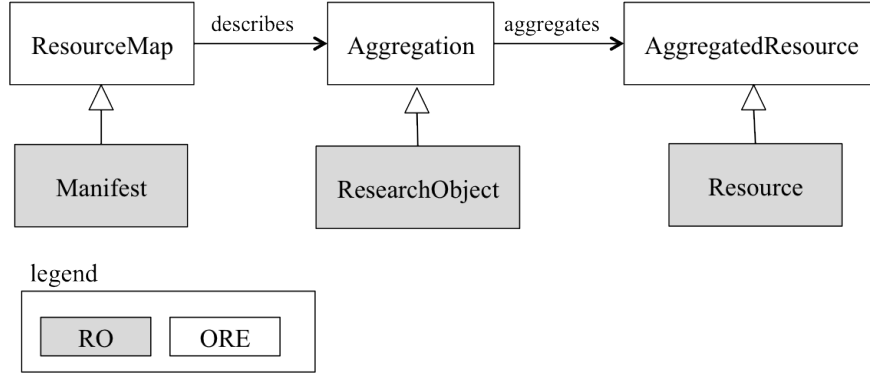 describes
aggregates
ResourceMap
Aggregation
AggregatedResource
Manifest
ResearchObject
Resource
legend
RO
ORE